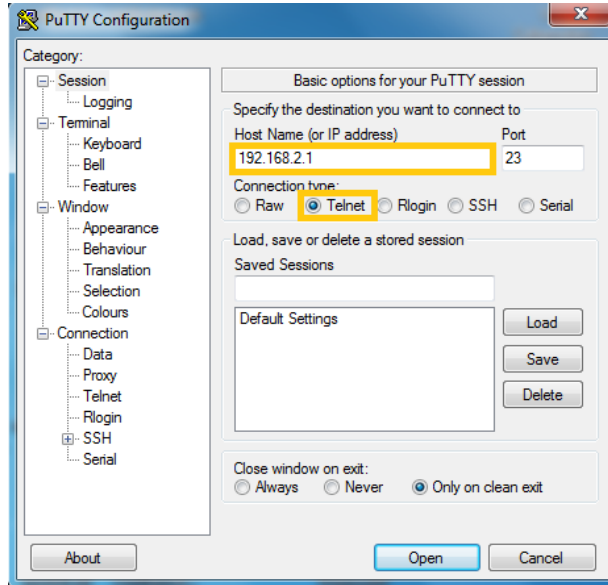 PuTTY Configuration
Category:
Session
Logging
Terminal
Keyboard
Bell
Features
Window
Appearance
Behaviour
Translation
Selection
Colours
Connection
Data
Proxy
Telnet
Rlogin
SSH
Serial
Basic options for your PuTTY session
Specify the destination you want to connect to
Host Name (or IP address) Port
192.168.2.1 23
Connection type:
Raw Telnet Rlogin SSH Serial
Load, save or delete a stored session
Saved Sessions
Default Settings
Load
Save
Delete
Close window on exit:
Always Never Only on clean exit
About Open Cancel